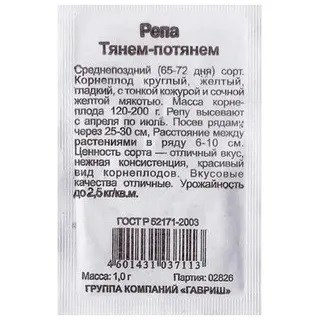 Репа
Тянем-потянем
Среднепоздний (65-72 дня) сорт.
Корнеплод круглый, желтый,
гладкий, с тонкой кожурой и сочной
желтой мякотью. Масса корне-
плода 120-200 г. Репу высевают
с апреля по июль. Посев рядами
через 25-30 см, Расстояние между
растениями в ряду 6-10 см.
Ценность сорта – отличный вкус,
нежная консистенция, красивый
вид корнеплодов. Вкусовые
качества отличные. Урожайность
до 2,5 кг/кв.м.
ГОСТ Р 52171-2003
4601431037113
Масса: 1,0 г
Партия: 02826
ГРУППА КОМПАНИЙ «ГАВРИШ»